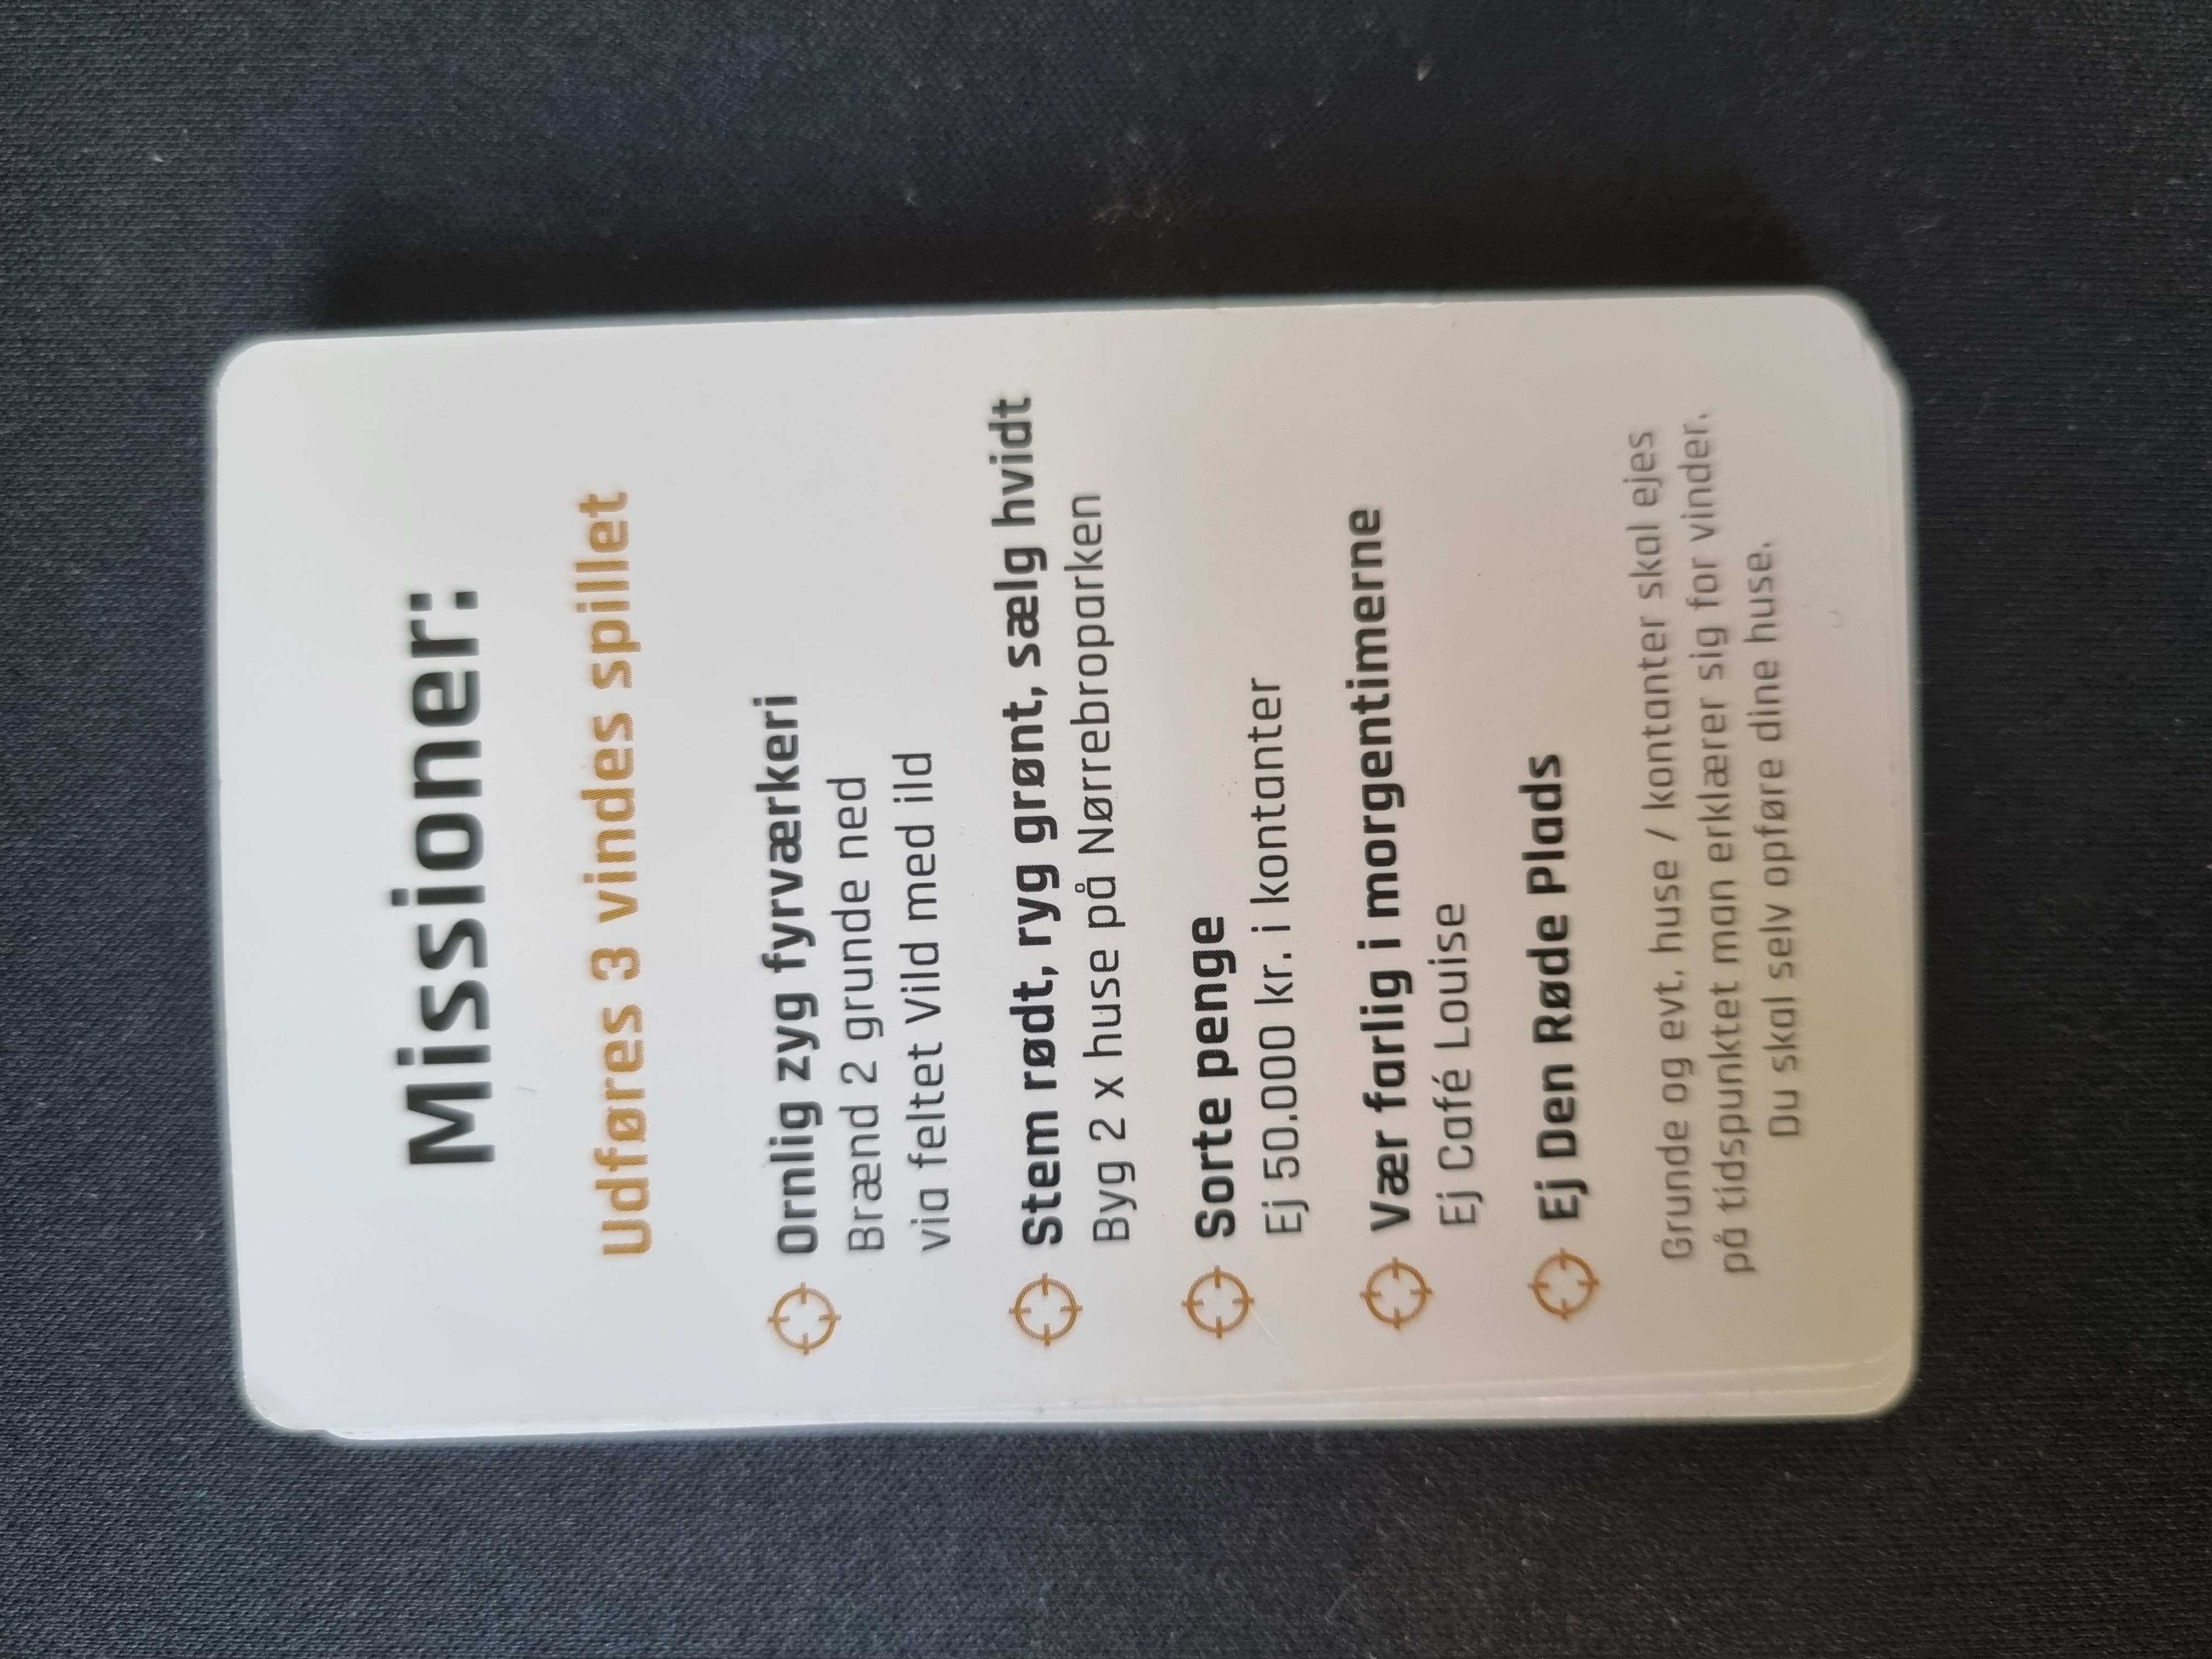 Missioner:
Udføres 3 vindes spillet
Ornlig zyg fyrværkeri
Brænd 2 grunde ned
via feltet Vild med ild
Stem rødt, ryg grønt, sælg hvidt
Byg 2 x huse på Nørrebroparken
Sorte penge
Ej 50.000 kr. i kontanter
Vær farlig i morgentimerne
Ej Café Louise
Ej Den Røde Plads
Grunde og evt. huse / kontanter skal ejes
på tidspunktet man erklærer sig for vinder.
Du skal selv opføre dine huse.